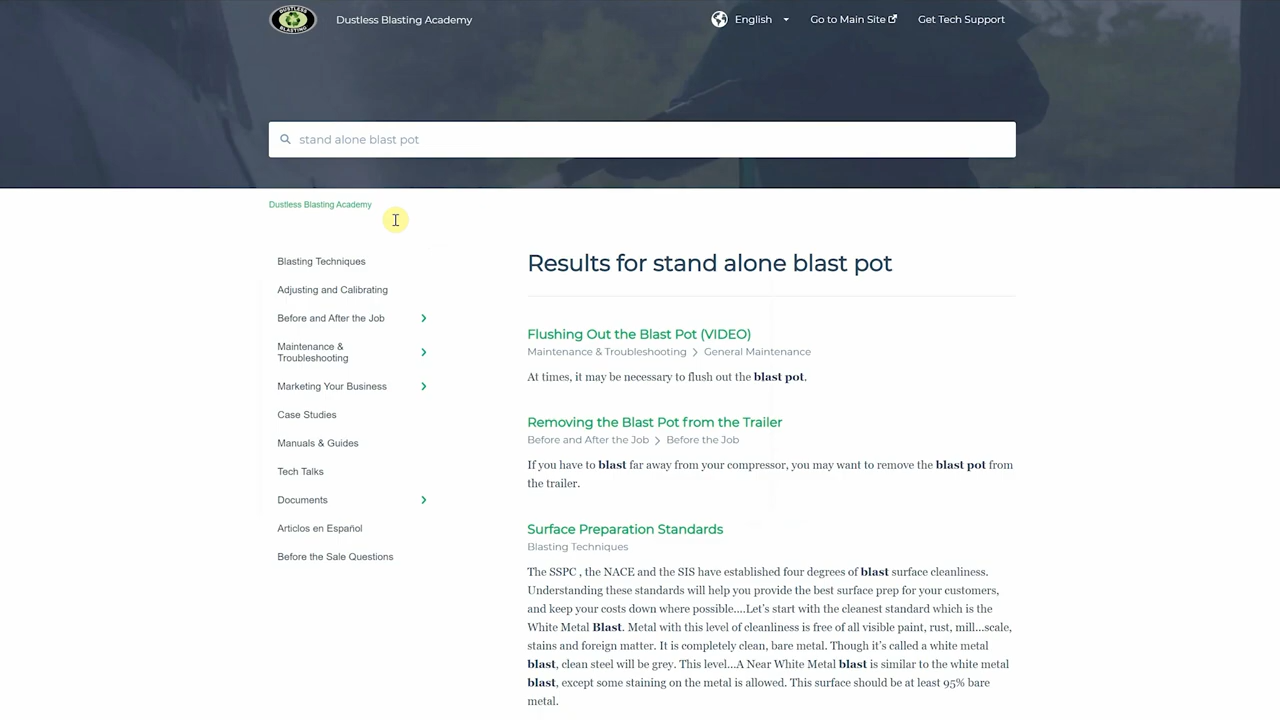 DUSTLESS
BLASTING
Dustless Blasting Academy
English
Go to Main Site
Get Tech Support
stand alone blast pot
Dustless Blasting Academy
Blasting Techniques
Adjusting and Calibrating
Before and After the Job
Maintenance &
Troubleshooting
Marketing Your Business
Case Studies
Manuals & Guides
Tech Talks
Documents
Articlos en Español
Before the Sale Questions
Results for stand alone blast pot
Flushing Out the Blast Pot (VIDEO)
Maintenance & Troubleshooting > General Maintenance
At times, it may be necessary to flush out the blast pot.
Removing the Blast Pot from the Trailer
Before and After the Job > Before the Job
If you have to blast far away from your compressor, you may want to remove the blast pot from
the trailer.
Surface Preparation Standards
Blasting Techniques
The SSPC , the NACE and the SIS have established four degrees of blast surface cleanliness.
Understanding these standards will help you provide the best surface prep for your customers,
and keep your costs down where possible....Let's start with the cleanest standard which is the
White Metal Blast. Metal with this level of cleanliness is free of all visible paint, rust, mill...scale,
stains and foreign matter. It is completely clean, bare metal. Though it's called a white metal
blast, clean steel will be grey. This level...A Near White Metal blast is similar to the white metal
blast, except some staining on the metal is allowed. This surface should be at least 95% bare
metal.